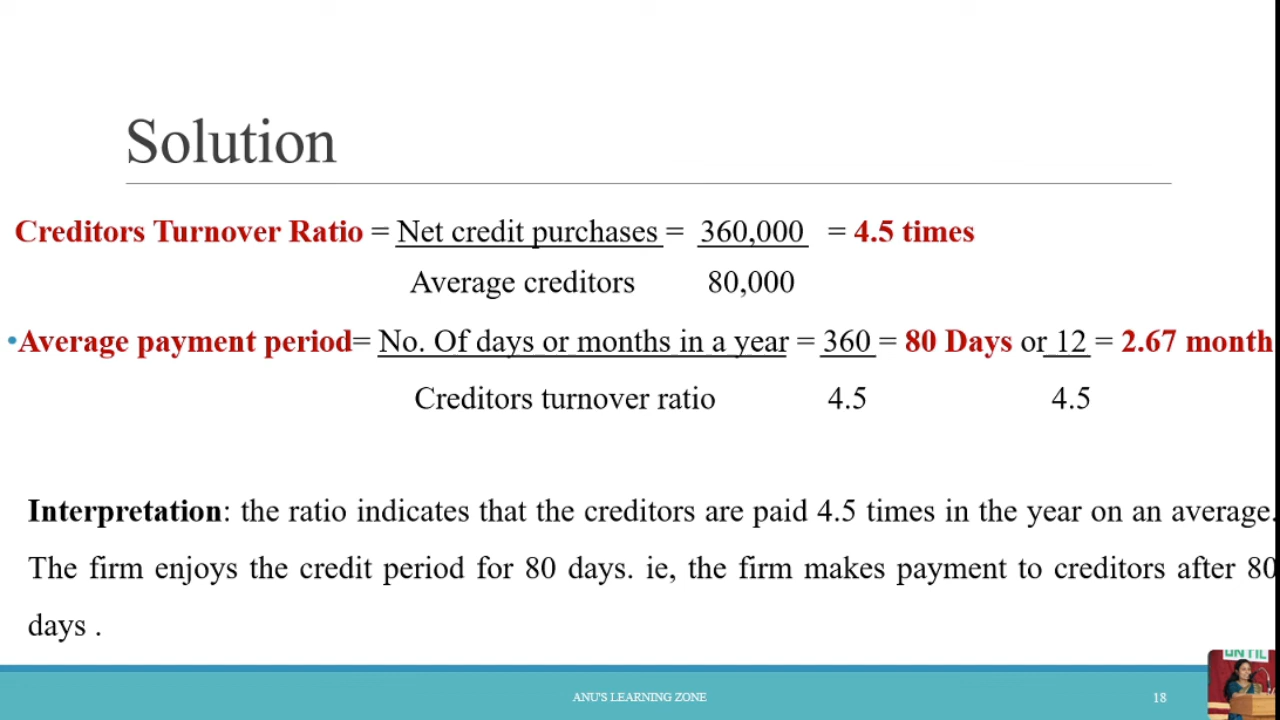 Solution
Creditors Turnover Ratio = Net credit purchases = 360,000 = 4.5 times
Average creditors 80,000
•Average payment period= No. Of days or months in a year = 360 = 80 Days or 12 = 2.67 month
Creditors turnover ratio 4.5 4.5
Interpretation: the ratio indicates that the creditors are paid 4.5 times in the year on an average.
The firm enjoys the credit period for 80 days. ie, the firm makes payment to creditors after 80
days .
ANU'S LEARNING ZONE
18